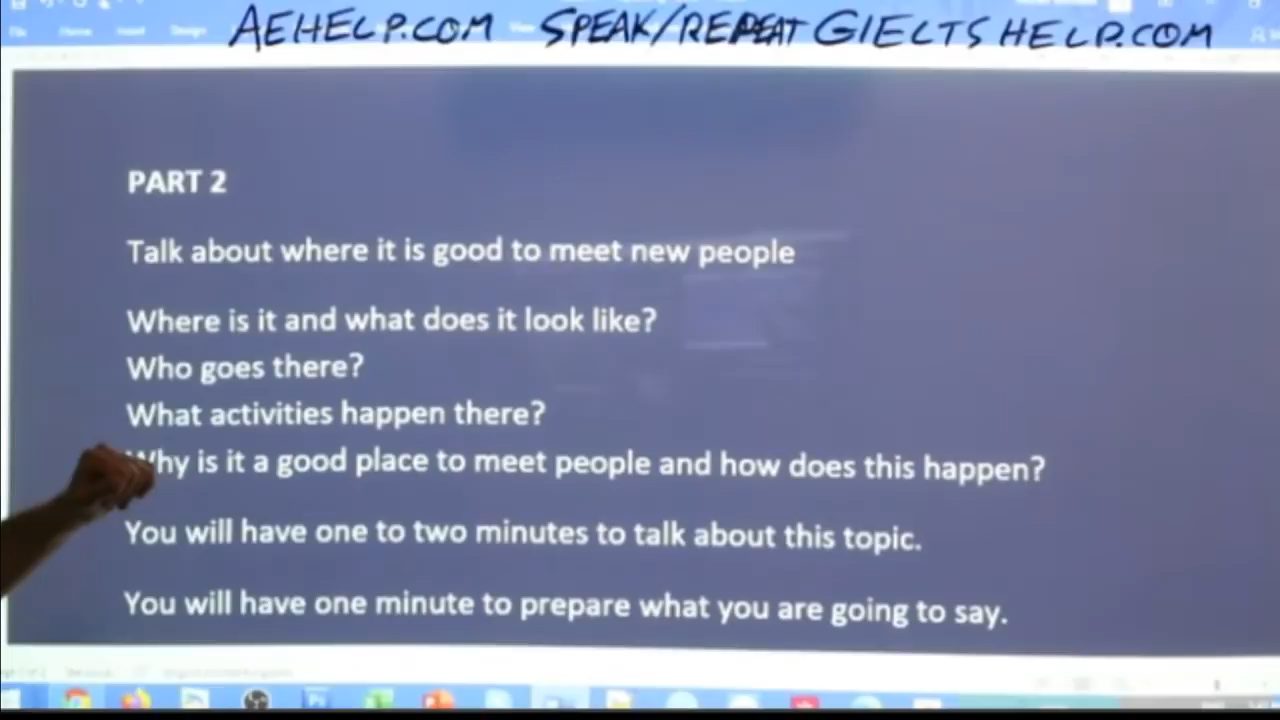 AEHELP.COM SPEAK/REPEAT GIELTSHELP.COM
PART 2
Talk about where it is good to meet new people
Where is it and what does it look like?
Who goes there?
What activities happen there?
Why is it a good place to meet people and how does this happen?
You will have one to two minutes to talk about this topic.
You will have one minute to prepare what you are going to say.